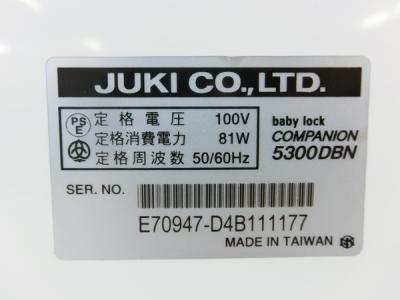 JUKI CO., LTD.
定格電圧 100V
定格消費電力 81W
定格周波数 50/60Hz
PS
E
baby lock
COMPANION
5300DBN
SER. NO.
E70947-D4B111177
MADE IN TAIWAN